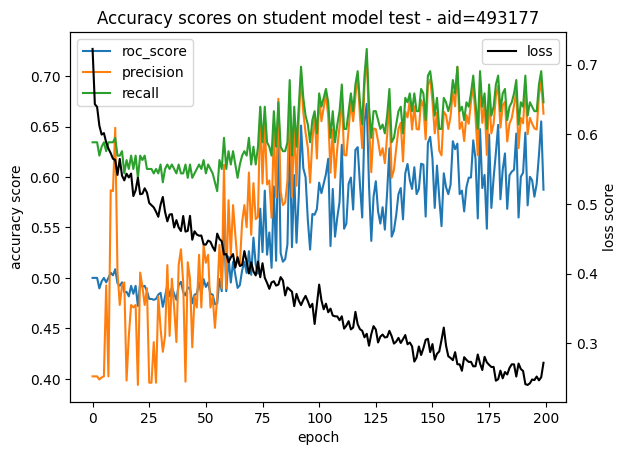 Accuracy scores on student model test - aid=493177
roc_score
precision
recall
loss
accuracy score
0.70
0.65
0.60
0.55
0.50
0.45
0.40
loss score
0.7
0.6
0.5
0.4
0.3
0 25 50 75 100 125 150 175 200
epoch